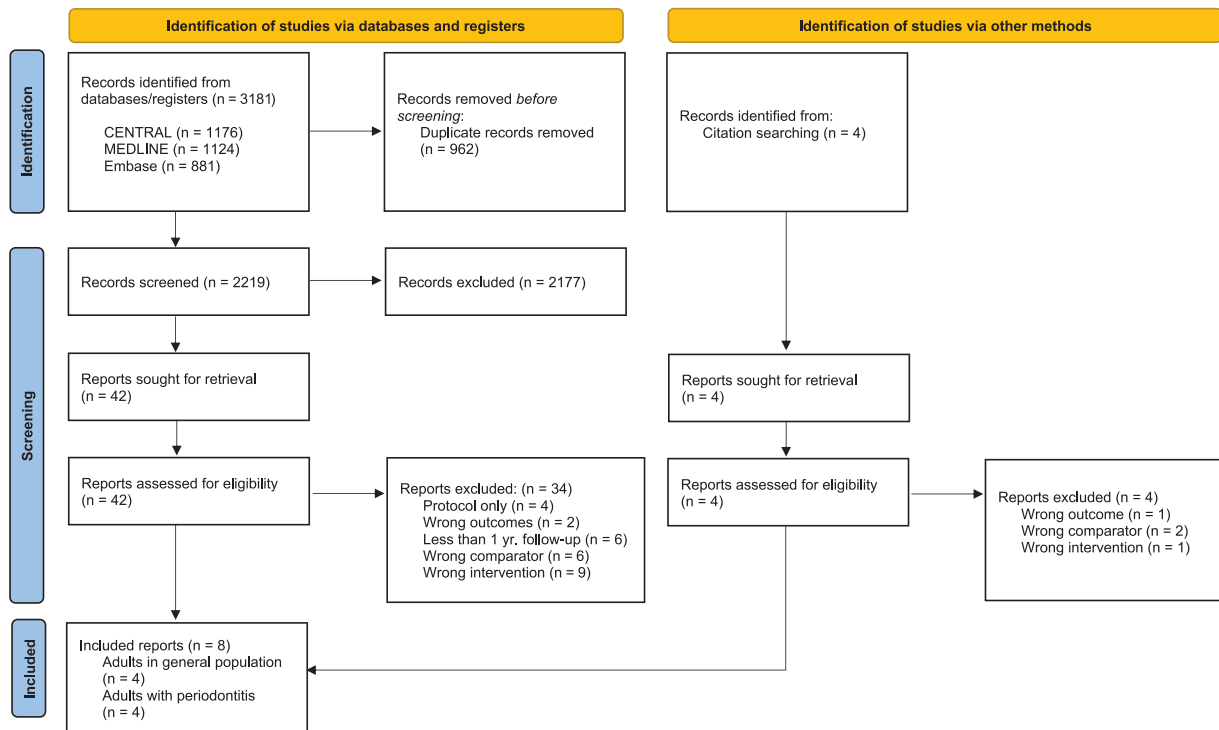 Identification of studies via databases and registers
Identification of studies via other methods
Identification
Records identified from
databases/registers (n = 3181)
CENTRAL (n = 1176)
MEDLINE (n = 1124)
Embase (n = 881)
Records removed before
screening:
Duplicate records removed
(n = 962)
Records identified from:
Citation searching (n = 4)
Screening
Records screened (n = 2219)
Records excluded (n = 2177)
Reports sought for retrieval
(n = 42)
Reports sought for retrieval
(n = 4)
Reports assessed for eligibility
(n = 42)
Reports excluded: (n = 34)
Protocol only (n = 4)
Wrong outcomes (n = 2)
Less than 1 yr. follow-up (n = 6)
Wrong comparator (n = 6)
Wrong intervention (n = 9)
Reports assessed for eligibility
(n = 4)
Reports excluded (n = 4)
Wrong outcome (n = 1)
Wrong comparator (n = 2)
Wrong intervention (n = 1)
Included
Included reports (n = 8)
Adults in general population
(n = 4)
Adults with periodontitis
(n = 4)